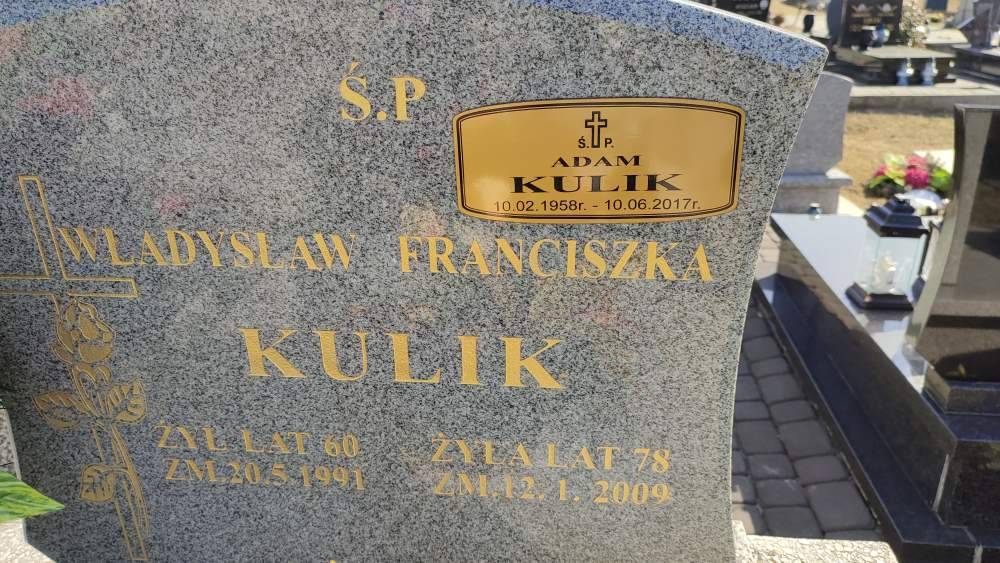 Ś.P
Ś. P.
ADAM
KULIK
10.02.1958r. - 10.06.2017r.
WŁADYSŁAW FRANCISZKA
KULIK
ŻYŁ LAT 60 ŻYŁA LAT 78
ZM.20.5.1991 ZM.12.1.2009